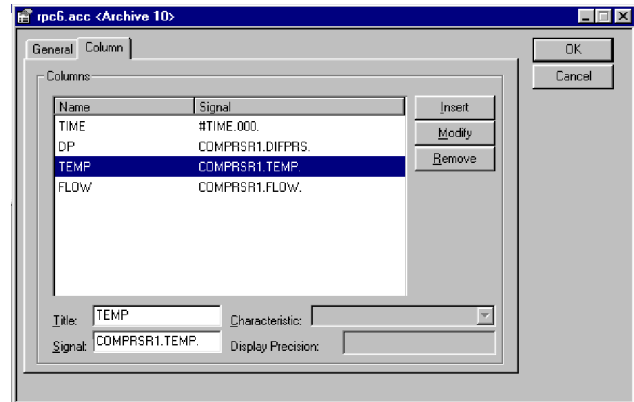 rpc6.acc <Archive 10>
General Column
OK
Cancel
Columns
Name Signal
TIME #TIME.000.
DP COMPRSR1.DIFPRS.
TEMP COMPRSR1.TEMP.
FLOW COMPRSR1.FLOW.
Insert
Modify
Remove
Title: TEMP Characteristic:
Signal: COMPRSR1.TEMP. Display Precision: